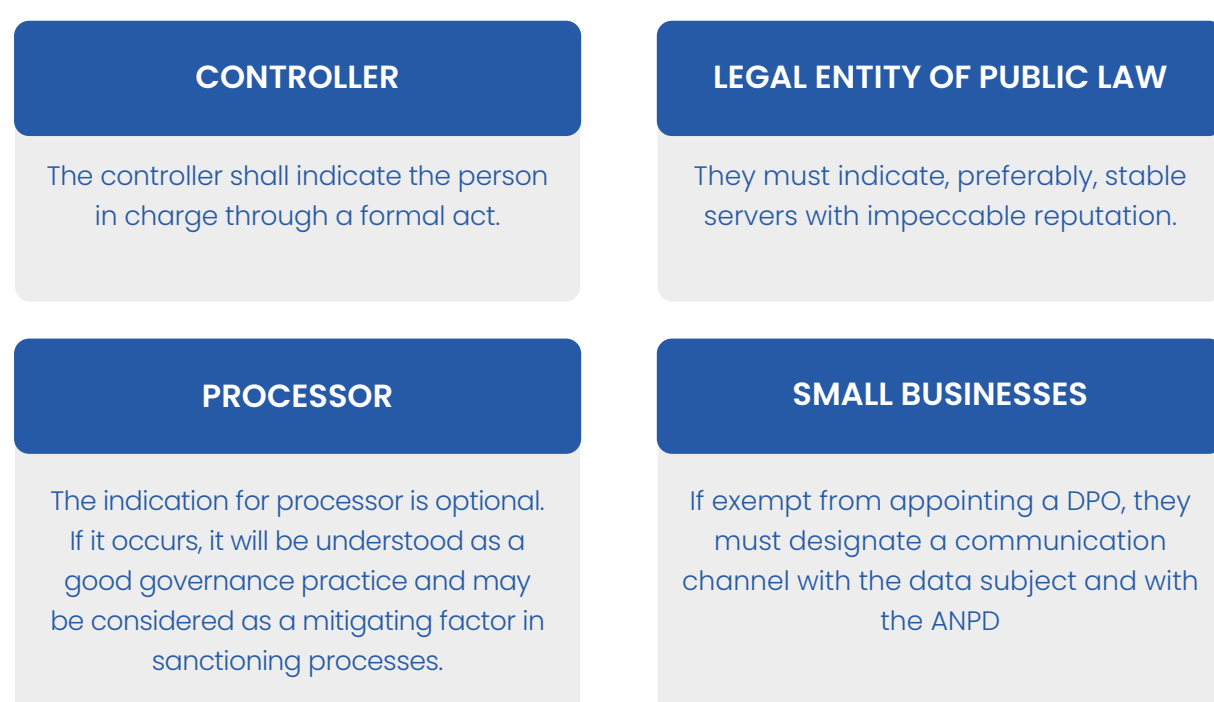 CONTROLLER
The controller shall indicate the person
in charge through a formal act.
LEGAL ENTITY OF PUBLIC LAW
They must indicate, preferably, stable
servers with impeccable reputation.
PROCESSOR
The indication for processor is optional.
If it occurs, it will be understood as a
good governance practice and may
be considered as a mitigating factor in
sanctioning processes.
SMALL BUSINESSES
If exempt from appointing a DPO, they
must designate a communication
channel with the data subject and with
the ANPD